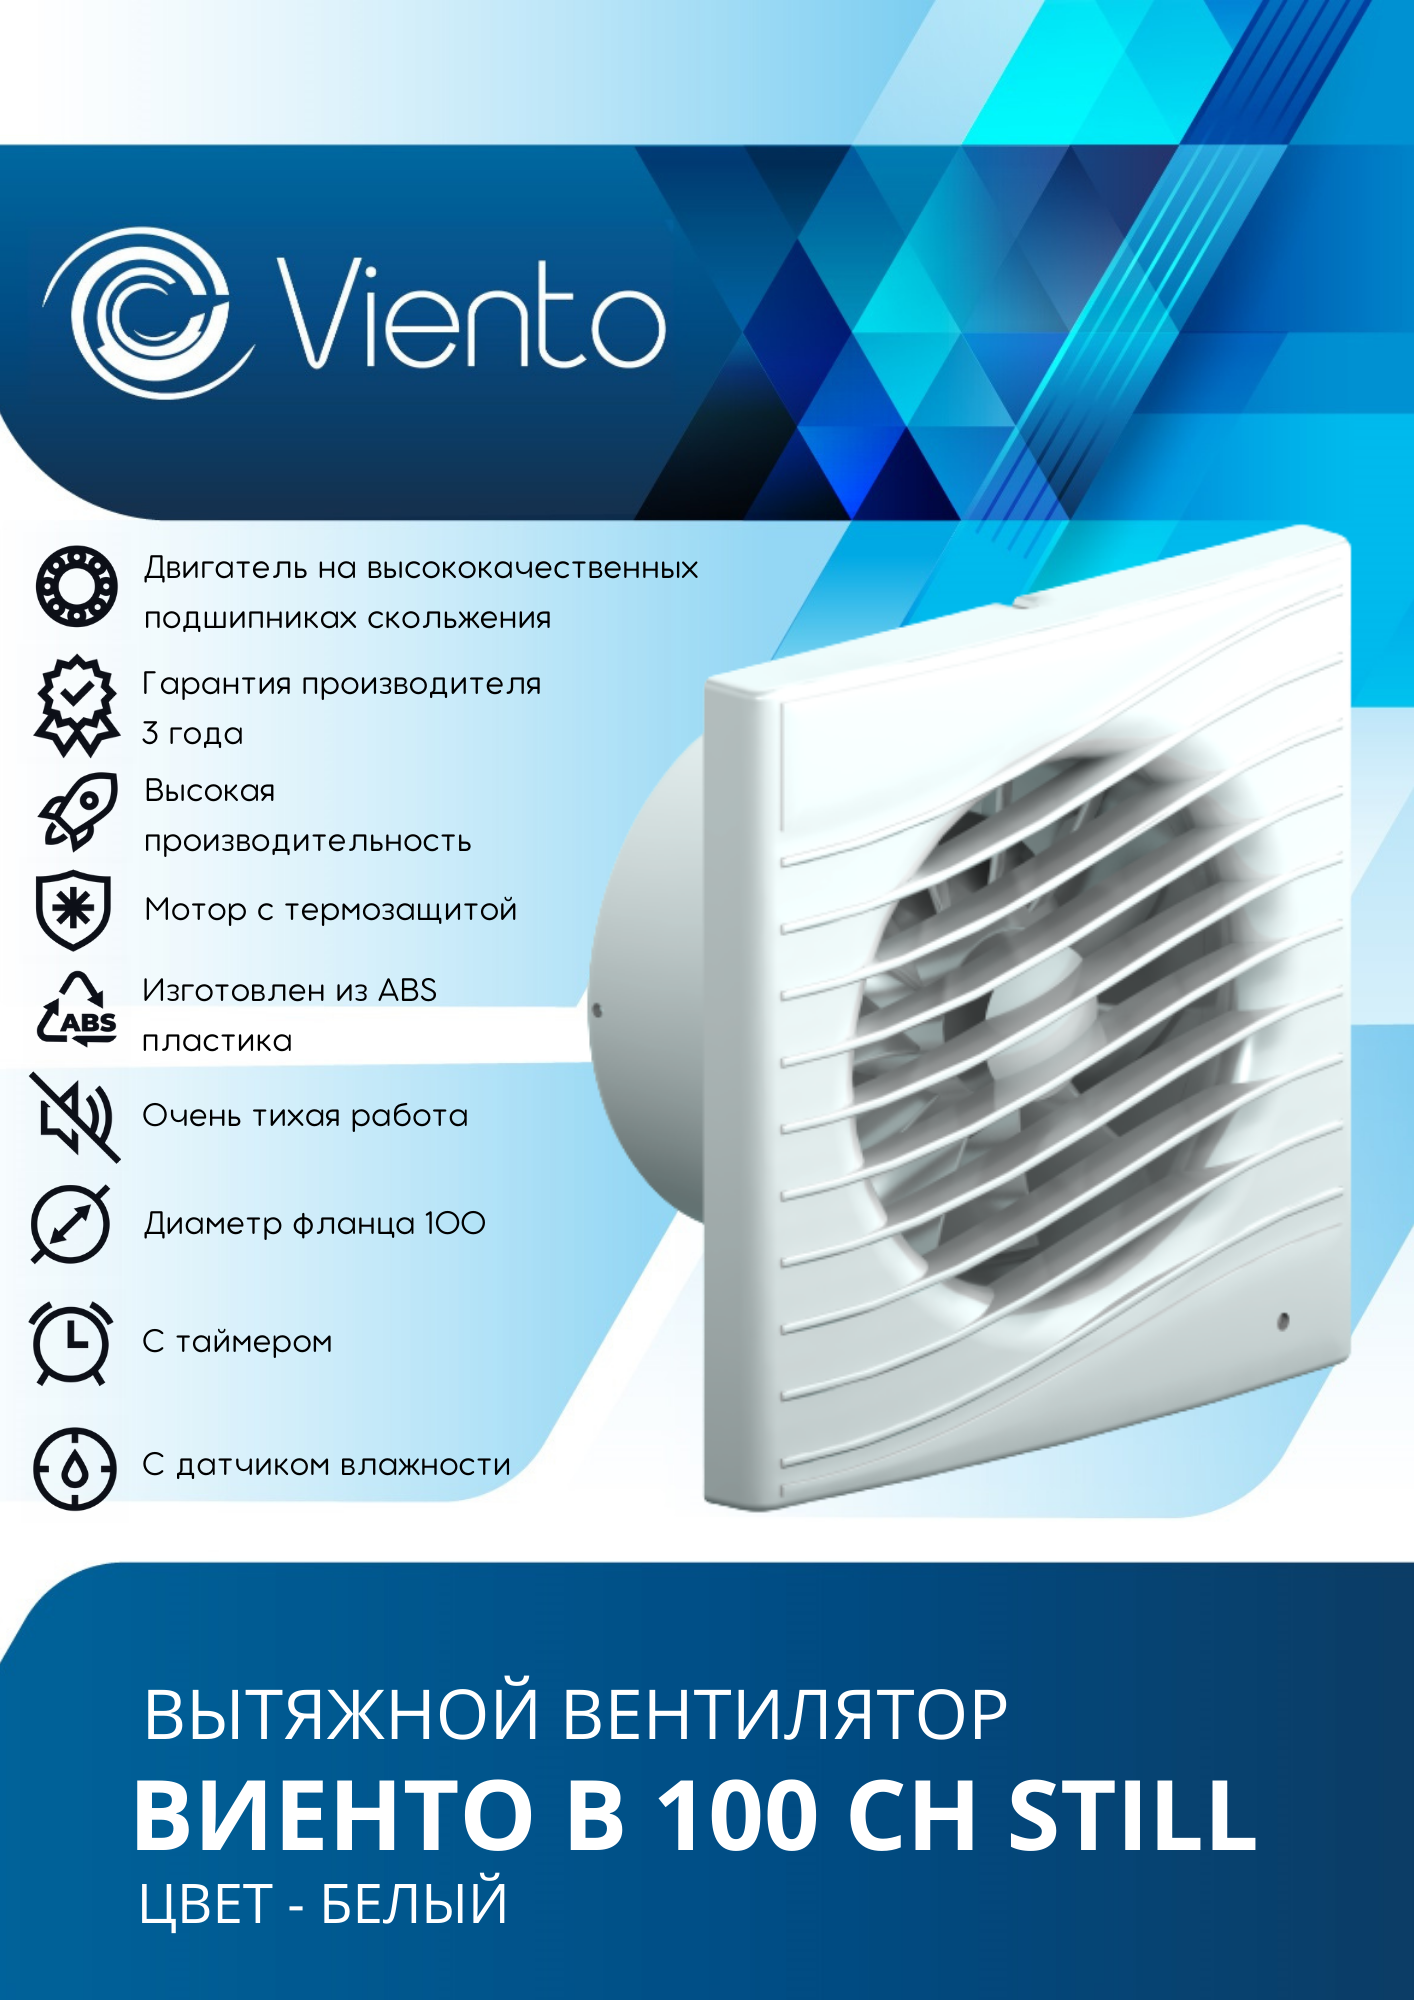 Viento
Двигатель на высококачественных
подшипниках скольжения
Гарантия производителя
3 года
Высокая
производительность
Мотор с термозащитой
Изготовлен из ABS
пластика
ABS
Очень тихая работа
Диаметр фланца 100
С таймером
С датчиком влажности
ВЫТЯЖНОЙ ВЕНТИЛЯТОР
ВИЕНТО В 100 СН STILL
ЦВЕТ - БЕЛЫЙ